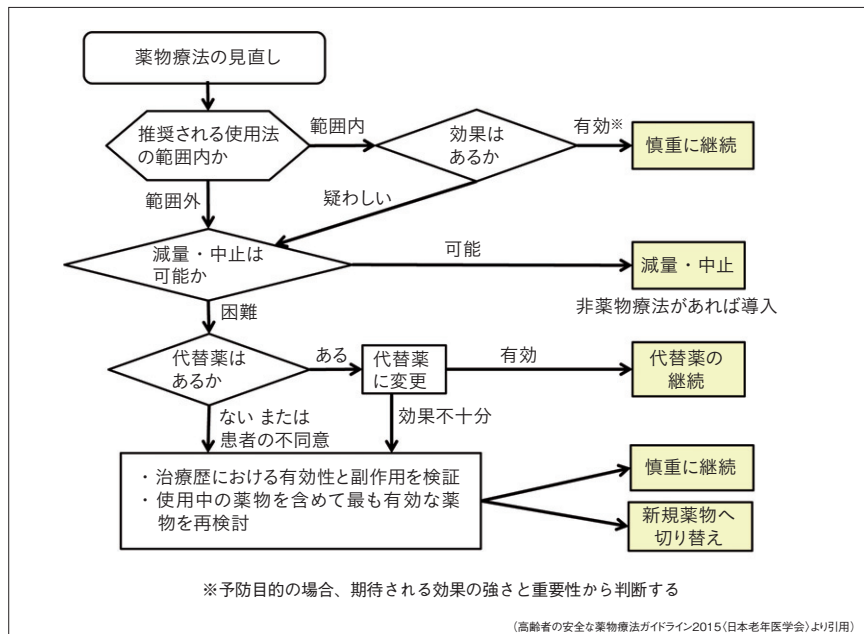 薬物療法の見直し
推奨される使用法
の範囲内か
範囲内
効果は
あるか
有効※
慎重に継続
範囲外
疑わしい
減量・中止は
可能か
可能
減量・中止
非薬物療法があれば導入
困難
代替薬は
あるか
ある
代替薬
に変更
有効
代替薬の
継続
ない または
患者の不同意
効果不十分
・治療歴における有効性と副作用を検証
・使用中の薬物を含めて最も有効な薬
物を再検討
慎重に継続
新規薬物へ
切り替え
※予防目的の場合、期待される効果の強さと重要性から判断する
(高齢者の安全な薬物療法ガイドライン2015〈日本老年医学会〉より引用)